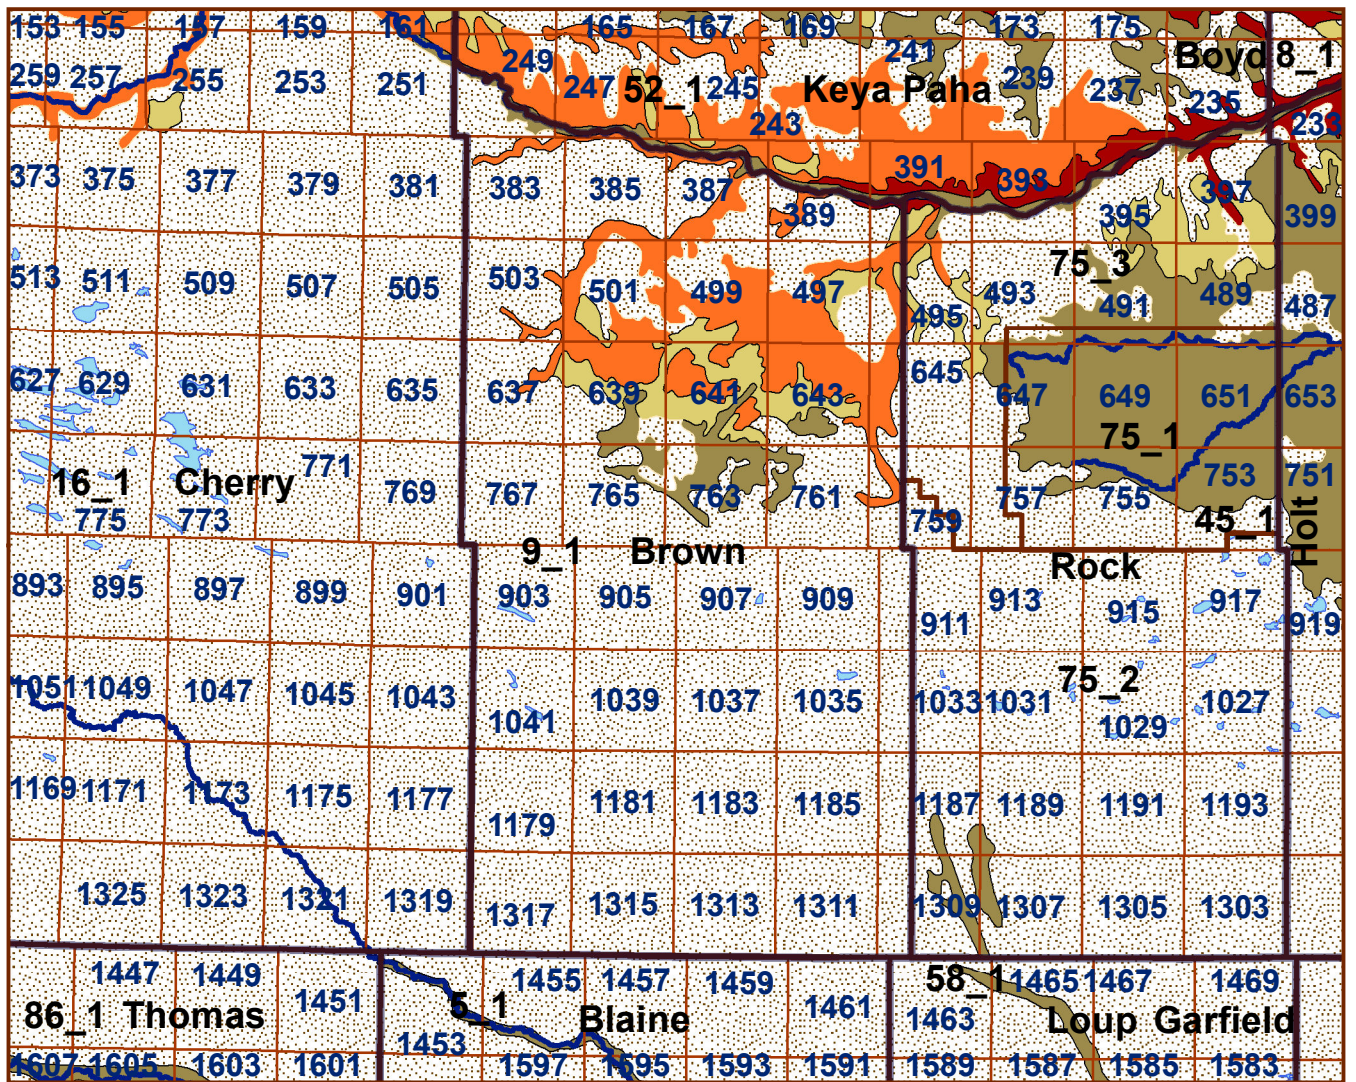 153 155 157 159 161 165 167 169 173 175
249 241 Boyd 8_1
259 257 255 253 251 247 52_1 245 Keya Paha 239 237 235
243 233
373 375 377 379 381 383 385 387 391 393 397
389 395 399
513 511 509 507 505 503 501 499 497 493 75_3 491 489 487
495
627 629 631 633 635 637 639 641 643 645 647 649 651 653
75_1
16_1 Cherry 771 769 767 765 763 761 757 755 753 751
775 773 759 45_1
9_1 Brown Rock Holt
893 895 897 899 901 903 905 907 909 913 915 917
911 919
1051 1049 1047 1045 1043 1039 1037 1035 1033 1031 75_2 1027
1041 1029
1169 1171 1173 1175 1177 1181 1183 1185 1187 1189 1191 1193
1179
1325 1323 1321 1319 1317 1315 1313 1311 1309 1307 1305 1303
1447 1449 1455 1457 1459 58_1 1465 1467 1469
1451 5_1 1461
86_1 Thomas Blaine 1463 Loup Garfield
1453
1607 1605 1603 1601 1597 1595 1593 1591 1589 1587 1585 1583